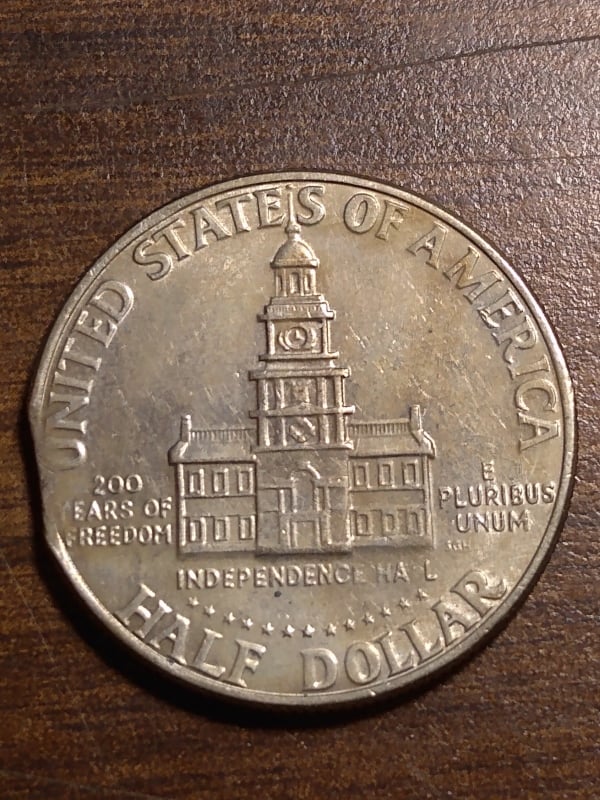 UNITED STATES OF AMERICA
200
EARS OF
FREEDOM
E
PLURIBUS
UNUM
INDEPENDENCE HA L
HALF DOLLAR